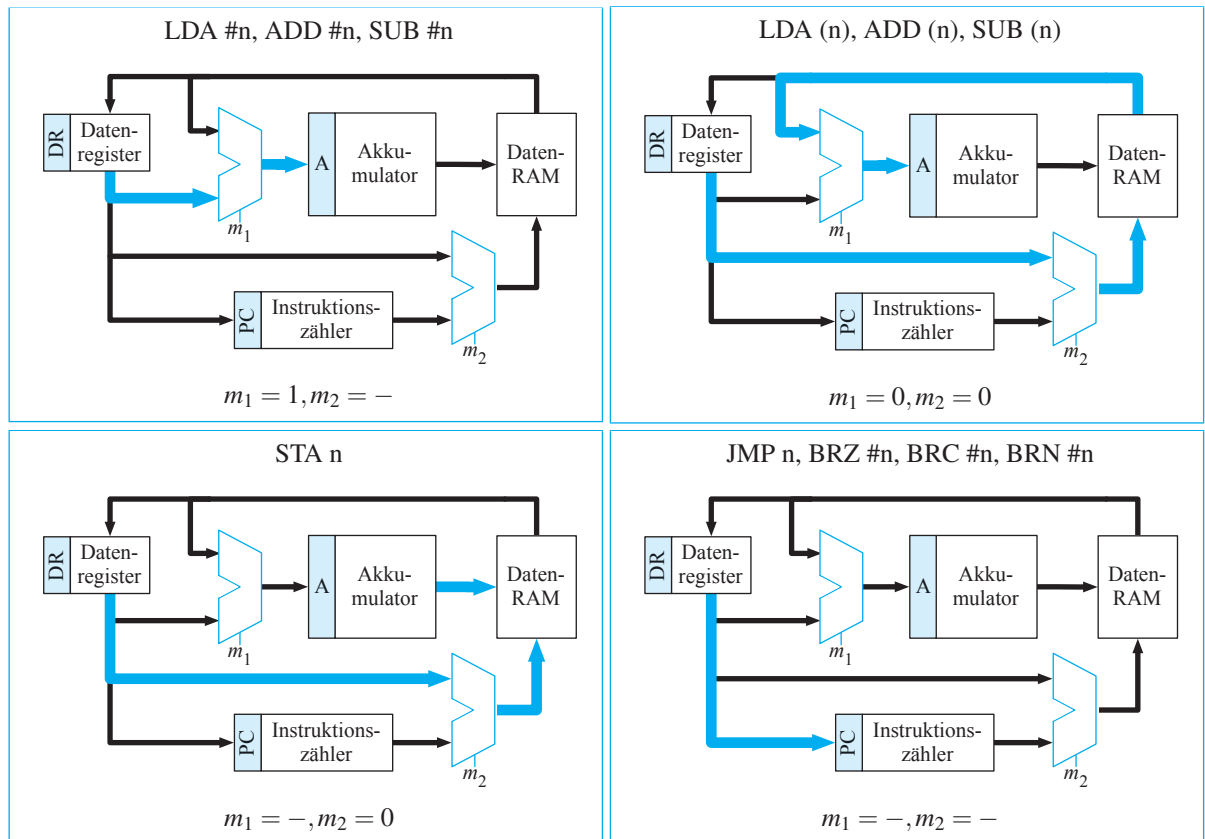 LDA #n, ADD #n, SUB #n
DR
Daten-
register
A
Akku-
mulator
Daten-
RAM
m1
PC
Instruktions-
zähler
m2
m1 = 1, m2 = −
LDA (n), ADD (n), SUB (n)
DR
Daten-
register
A
Akku-
mulator
Daten-
RAM
m1
PC
Instruktions-
zähler
m2
m1 = 0, m2 = 0
STA n
DR
Daten-
register
A
Akku-
mulator
Daten-
RAM
m1
PC
Instruktions-
zähler
m2
m1 = −, m2 = 0
JMP n, BRZ #n, BRC #n, BRN #n
DR
Daten-
register
A
Akku-
mulator
Daten-
RAM
m1
PC
Instruktions-
zähler
m2
m1 = −, m2 = −